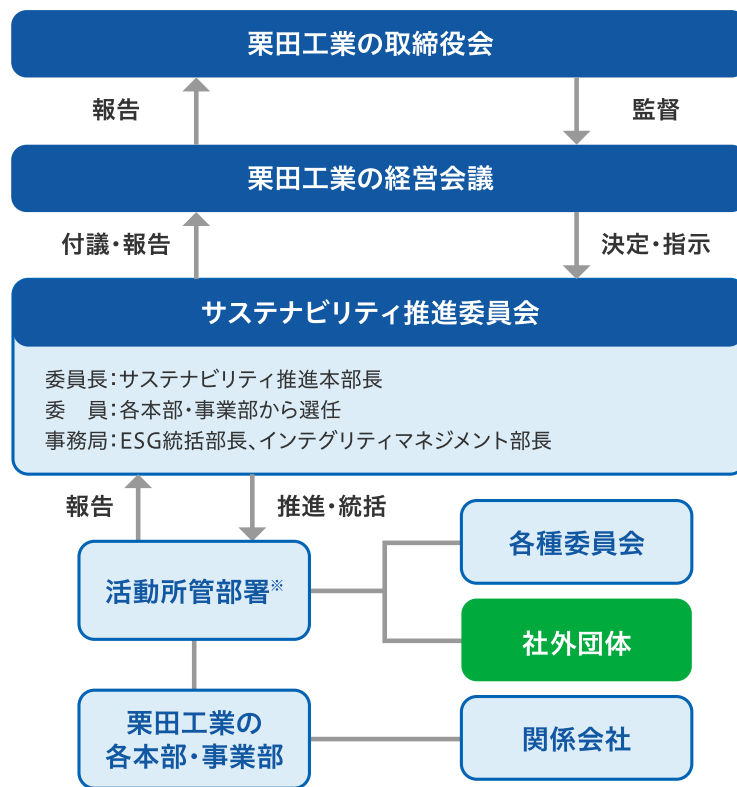 栗田工業の取締役会
報告
監督
栗田工業の経営会議
付議・報告
決定・指示
サステナビリティ推進委員会
委員長：サステナビリティ推進本部長
委　員：各本部・事業部から選任
事務局：ESG統括部長、インテグリティマネジメント部長
報告
推進・統括
活動所管部署※
各種委員会
社外団体
栗田工業の
各本部・事業部
関係会社